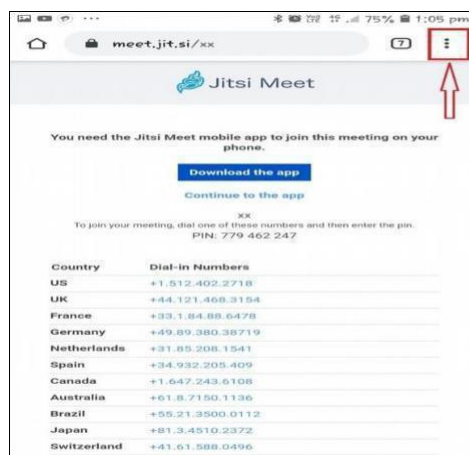 75% 1:05 pm
meet.jit.si/xx 7
Jitsi Meet
You need the Jitsi Meet mobile app to join this meeting on your
phone.
Download the app
Continue to the app
xx
To join your meeting, dial one of these numbers and then enter the pin.
PIN: 779 462 247
Country Dial-in Numbers
US +1.512.402.2718
UK +44.121.468.3154
France +33.1.84.88.6478
Germany +49.89.380.38719
Netherlands +31.85.208.1541
Spain +34.932.205.409
Canada +1.647.243.6108
Australia +61.8.7150.1136
Brazil +55.21.3500.0112
Japan +81.3.4510.2372
Switzerland +41.61.588.0496